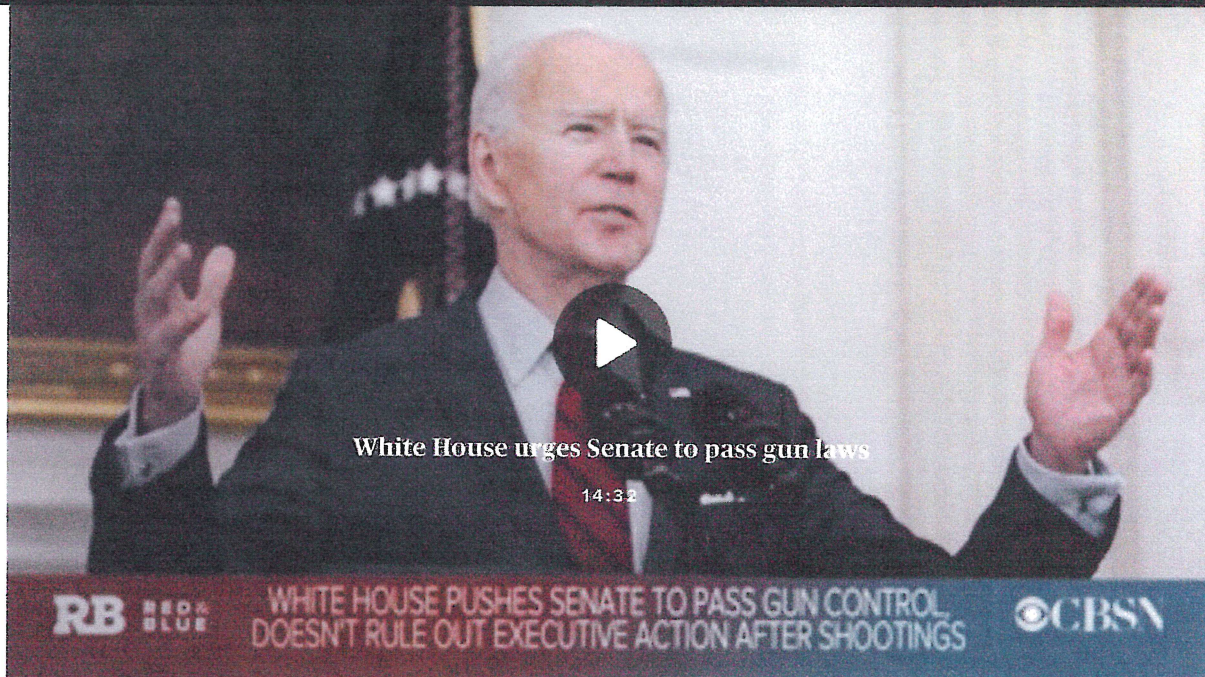 White House urges Senate to pass gun laws
14:32
RB RED & BLUE
WHITE HOUSE PUSHES SENATE TO PASS GUN CONTROL,
DOESN'T RULE OUT EXECUTIVE ACTION AFTER SHOOTINGS
CBSN